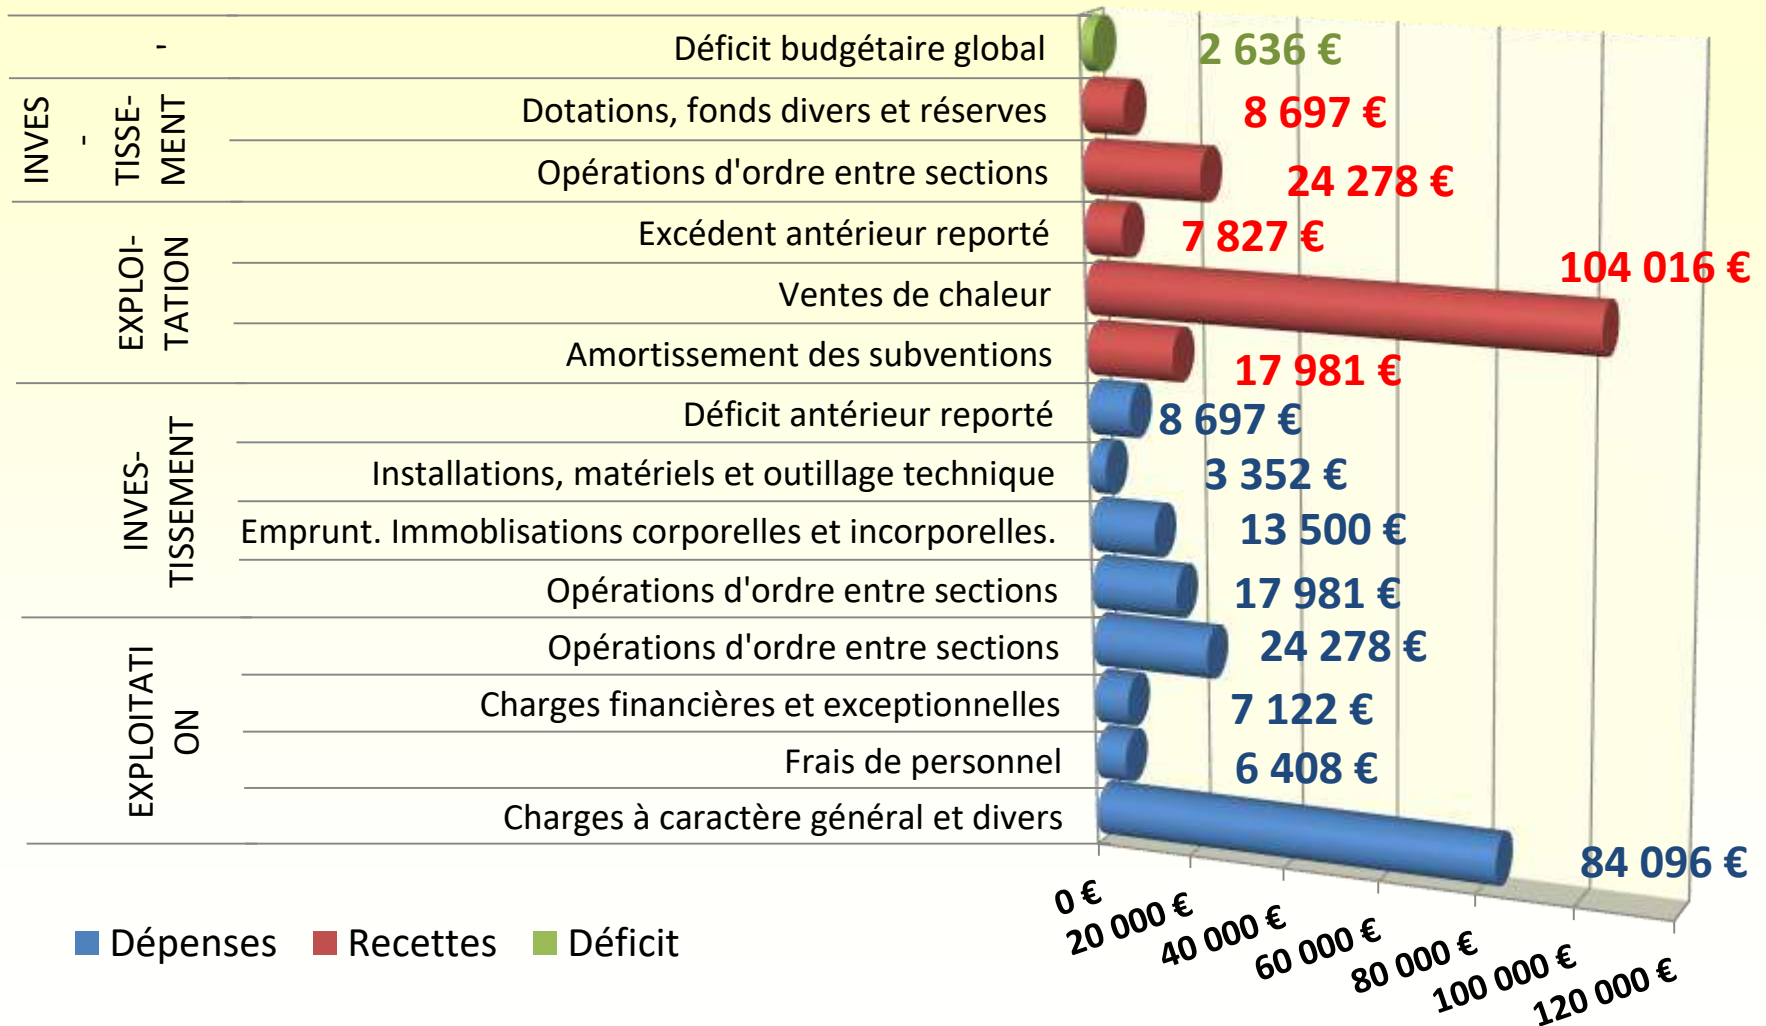 -
Déficit budgétaire global
2 636 €
INVES
-
TISSE-
MENT
Dotations, fonds divers et réserves
8 697 €
Opérations d'ordre entre sections
24 278 €
EXPLOI-
TATION
Excédent antérieur reporté
7 827 €
Ventes de chaleur
104 016 €
Amortissement des subventions
17 981 €
INVES-
TISSEMENT
Déficit antérieur reporté
8 697 €
Installations, matériels et outillage technique
3 352 €
Emprunt. Immoblisations corporelles et incorporelles.
13 500 €
Opérations d'ordre entre sections
17 981 €
EXPLOITATI
ON
Opérations d'ordre entre sections
24 278 €
Charges financières et exceptionnelles
7 122 €
Frais de personnel
6 408 €
Charges à caractère général et divers
84 096 €
0 €
20 000 €
40 000 €
60 000 €
80 000 €
100 000 €
120 000 €
Dépenses
Recettes
Déficit